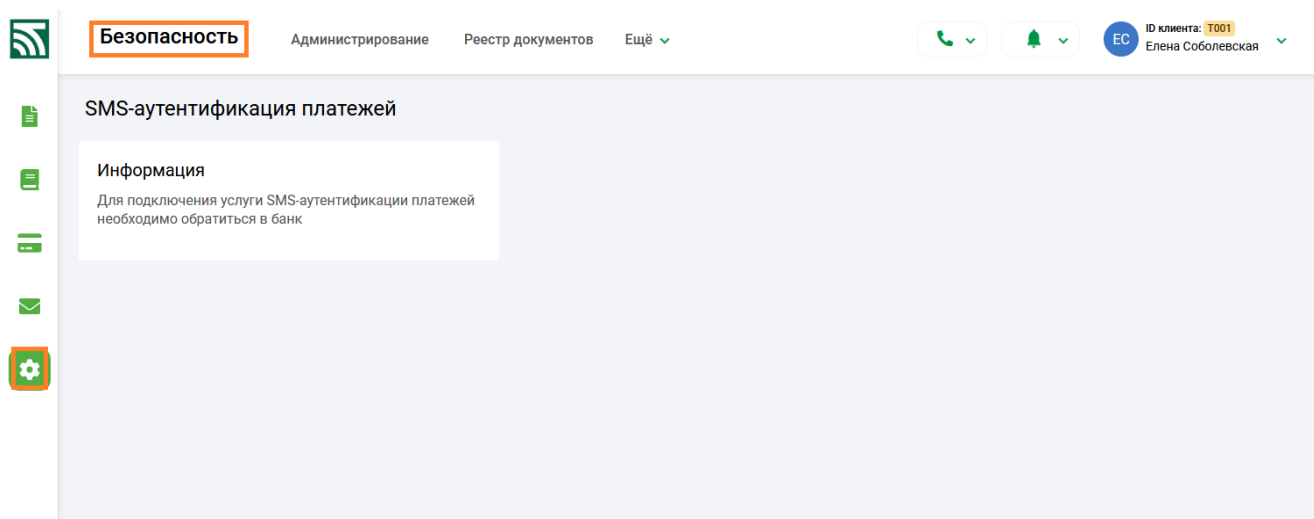 Безопасность
Администрирование
Реестр документов
Ещё
ЕС
ID клиента: T001
Елена Соболевская
SMS-аутентификация платежей
Информация
Для подключения услуги SMS-аутентификации платежей
необходимо обратиться в банк